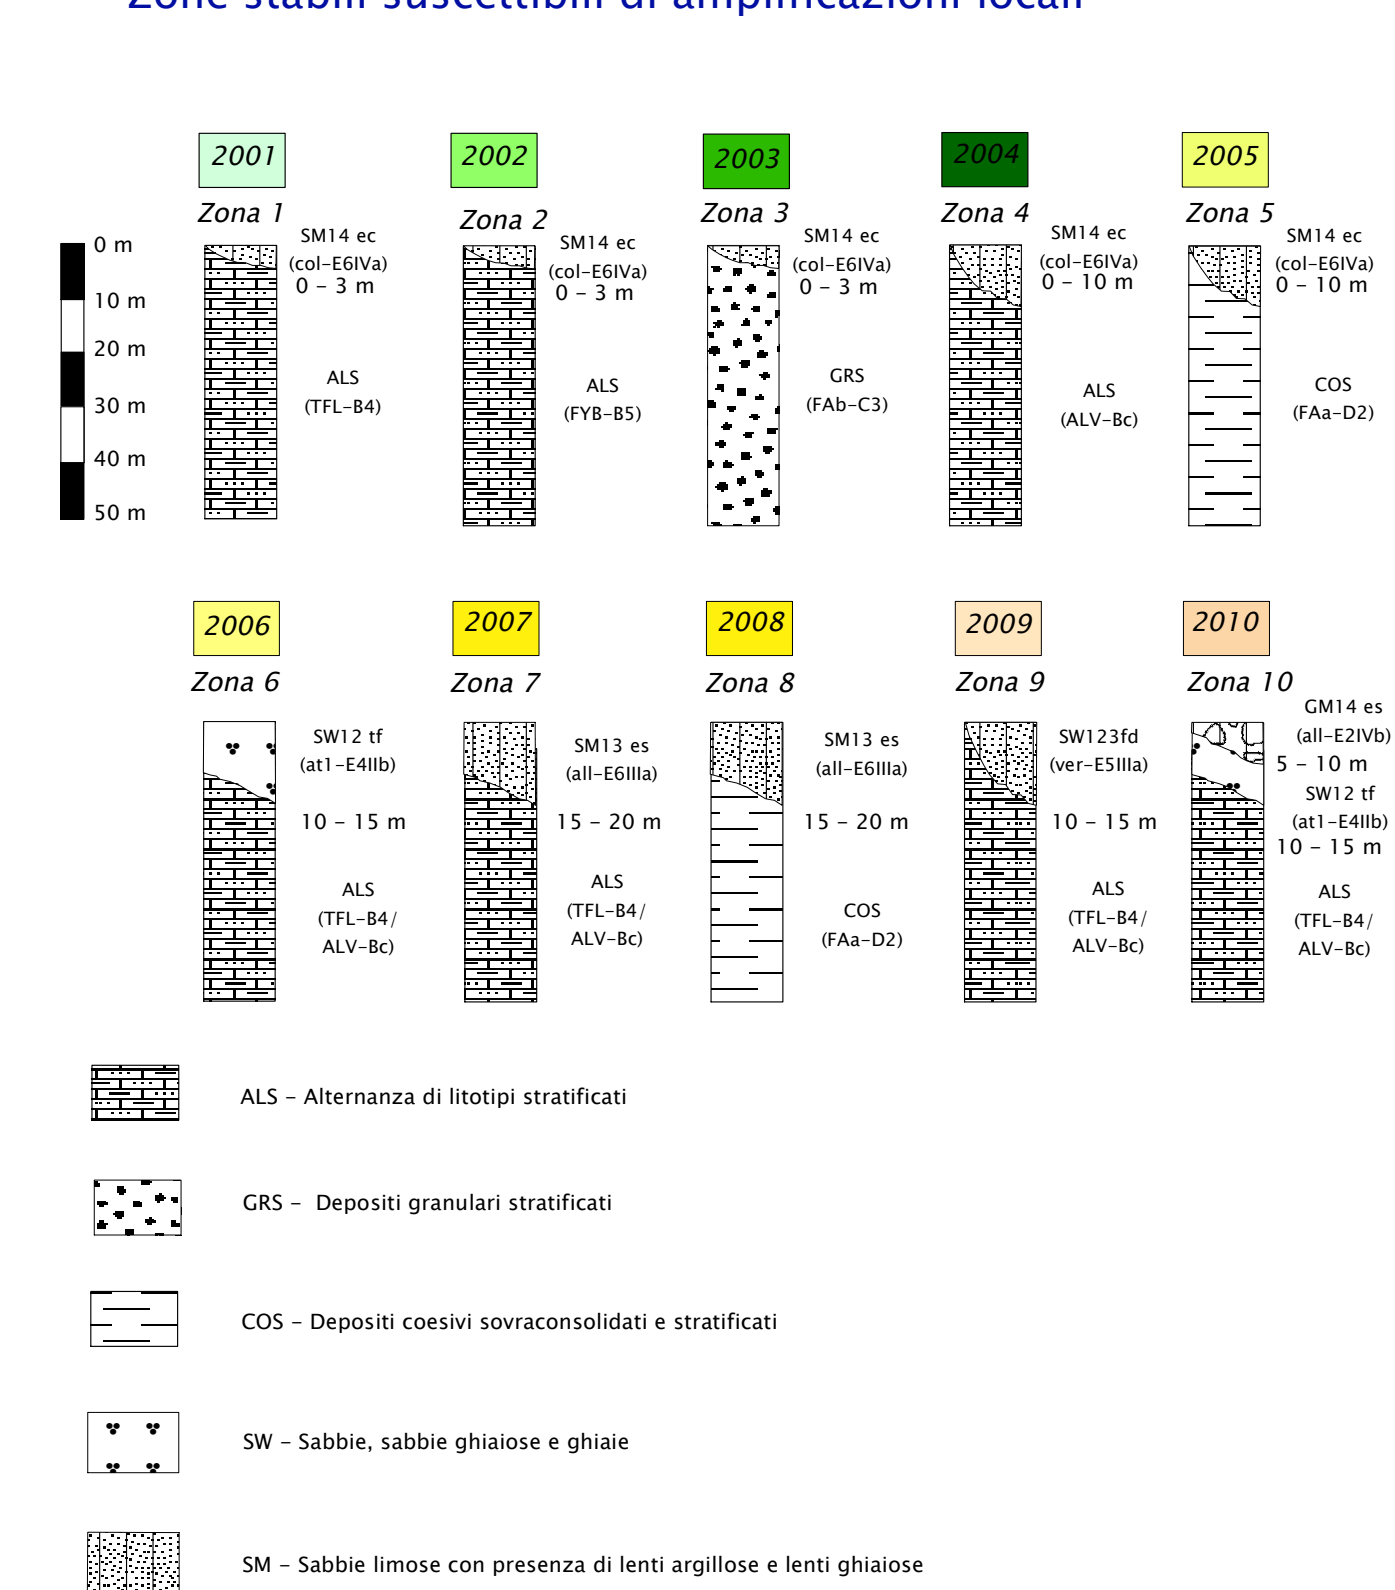 Zone stabili suscettibili di amplificazioni locali
2001
2002
2003
2004
2005
Zona 1
Zona 2
Zona 3
Zona 4
Zona 5
0 m
10 m
20 m
30 m
40 m
50 m
SM14 ec
(col-E6IVa)
0 - 3 m
ALS
(TFL-B4)
SM14 ec
(col-E6IVa)
0 - 3 m
ALS
(FYB-B5)
SM14 ec
(col-E6IVa)
0 - 3 m
GRS
(FAb-C3)
SM14 ec
(col-E6IVa)
0 - 10 m
ALS
(ALV-Bc)
SM14 ec
(col-E6IVa)
0 - 10 m
COS
(FAa-D2)
2006
2007
2008
2009
2010
Zona 6
Zona 7
Zona 8
Zona 9
Zona 10
SW12 tf
(at1-E4IIb)
10 - 15 m
ALS
(TFL-B4/
ALV-Bc)
SM13 es
(all-E6IIIa)
15 - 20 m
ALS
(TFL-B4/
ALV-Bc)
SM13 es
(all-E6IIIa)
15 - 20 m
COS
(FAa-D2)
SW123fd
(ver-E5IIIa)
10 - 15 m
ALS
(TFL-B4/
ALV-Bc)
GM14 es
(all-E2IVb)
5 - 10 m
SW12 tf
(at1-E4IIb)
10 - 15 m
ALS
(TFL-B4/
ALV-Bc)
ALS - Alternanza di litotipi stratificati
GRS - Depositi granulari stratificati
COS - Depositi coesivi sovraconsolidati e stratificati
SW - Sabbie, sabbie ghiaiose e ghiaie
SM - Sabbie limose con presenza di lenti argillose e lenti ghiaiose